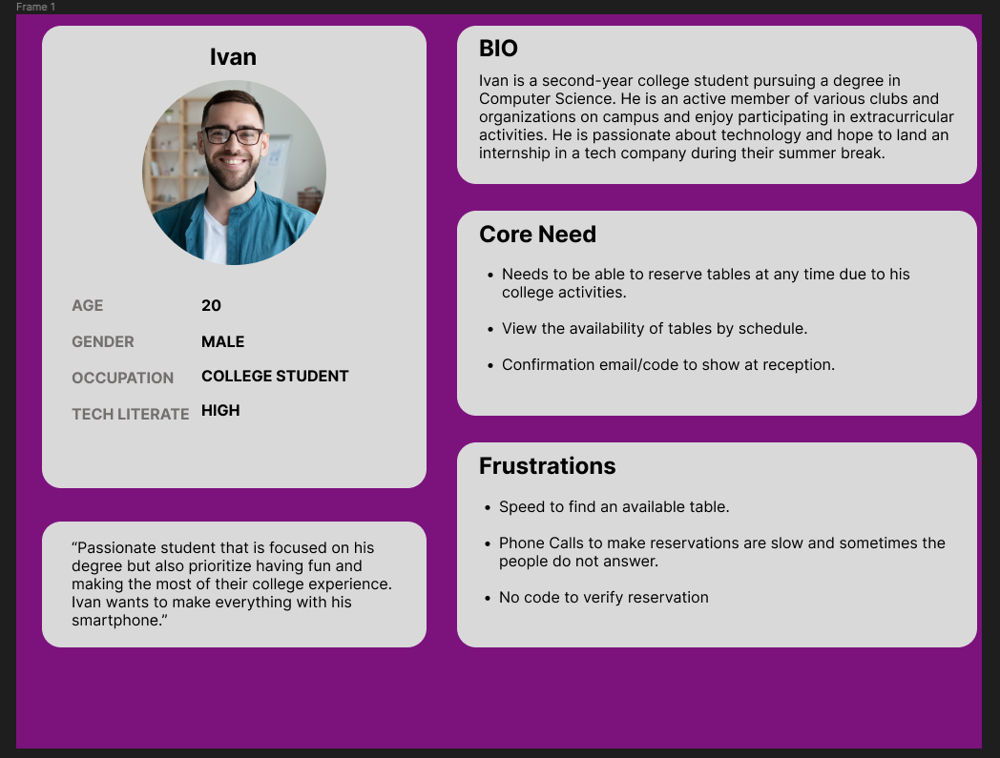 Frame 1
Ivan
AGE 20
GENDER MALE
OCCUPATION COLLEGE STUDENT
TECH LITERATE HIGH
“Passionate student that is focused on his
degree but also prioritize having fun and
making the most of their college experience.
Ivan wants to make everything with his
smartphone.”
BIO
Ivan is a second-year college student pursuing a degree in
Computer Science. He is an active member of various clubs and
organizations on campus and enjoy participating in extracurricular
activities. He is passionate about technology and hope to land an
internship in a tech company during their summer break.
Core Need
• Needs to be able to reserve tables at any time due to his
college activities.
• View the availability of tables by schedule.
• Confirmation email/code to show at reception.
Frustrations
• Speed to find an available table.
• Phone Calls to make reservations are slow and sometimes the
people do not answer.
• No code to verify reservation